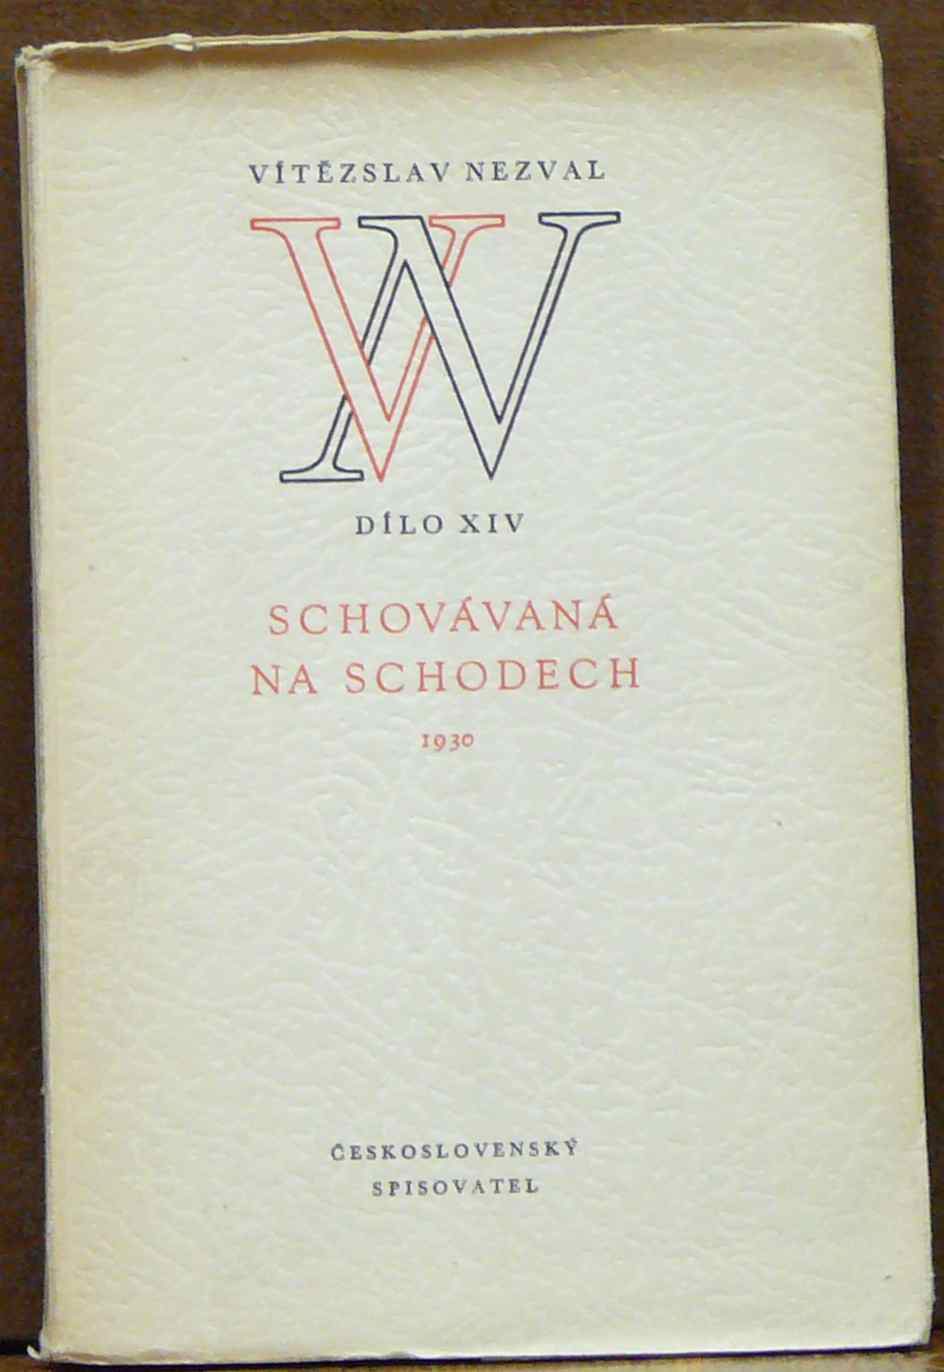 VÍTĚZSLAV NEZVAL
VN
DÍLO XIV
SCHOVÁVANÁ
NA SCHODECH
1930
ČESKOSLOVENSKÝ
SPISOVATEL